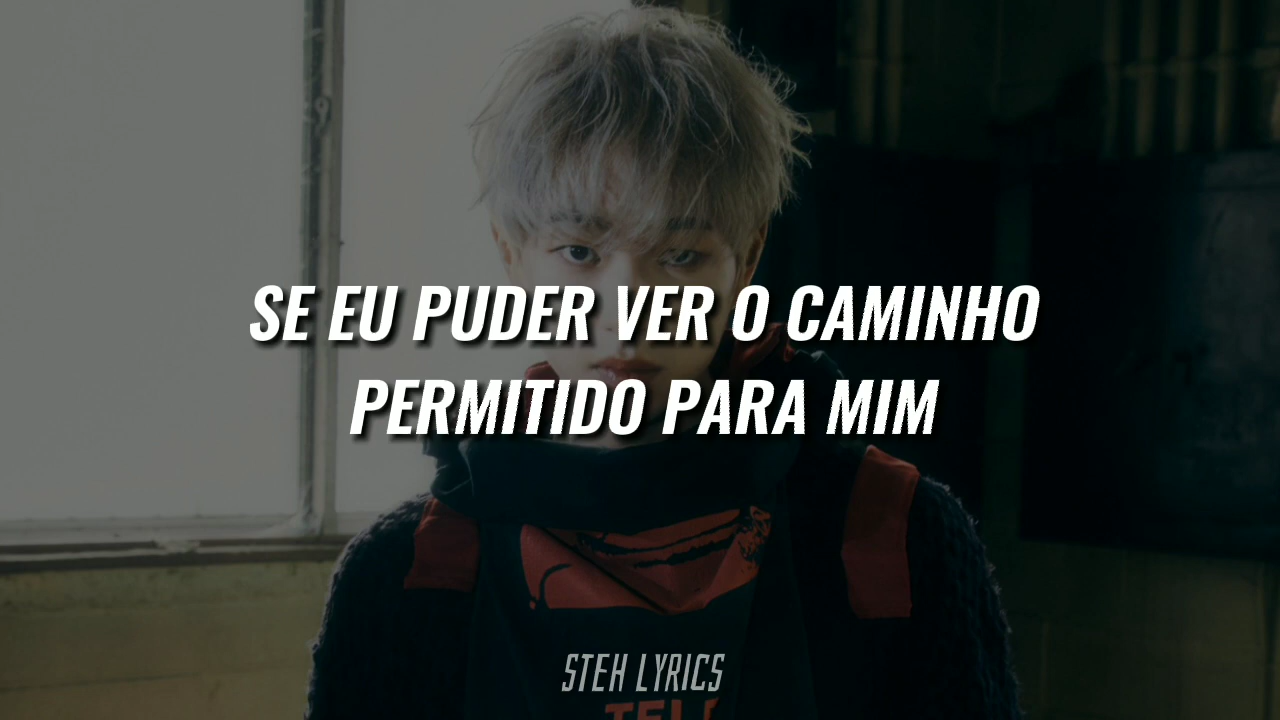 SE EU PUDER VER O CAMINHO
PERMITIDO PARA MIM
STEH LYRICS